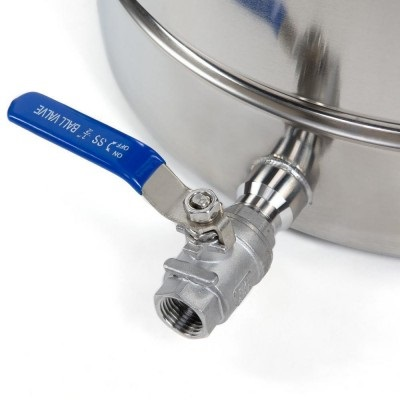 ON
OFF SS 1/2" BALL VALVE